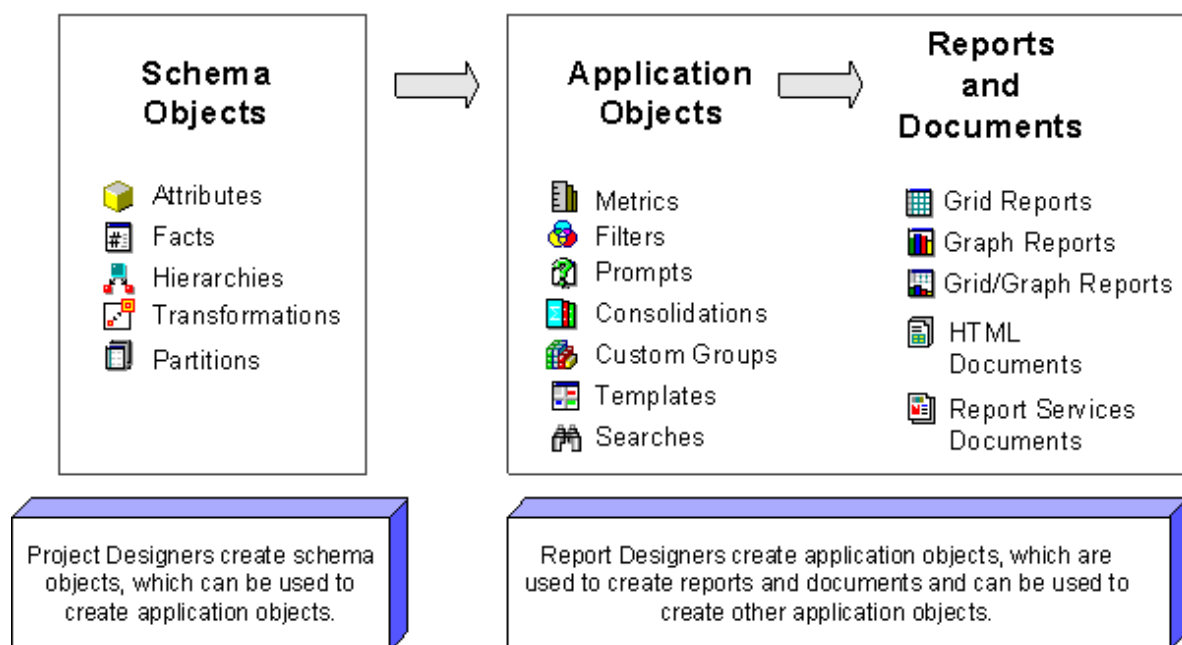 Schema
Objects
Attributes
Facts
Hierarchies
Transformations
Partitions
Application
Objects
Metrics
Filters
Prompts
Consolidations
Custom Groups
Templates
Searches
Reports
and
Documents
Grid Reports
Graph Reports
Grid/Graph Reports
HTML
Documents
Report Services
Documents
Project Designers create schema
objects, which can be used to
create application objects.
Report Designers create application objects, which are
used to create reports and documents and can be used to
create other application objects.